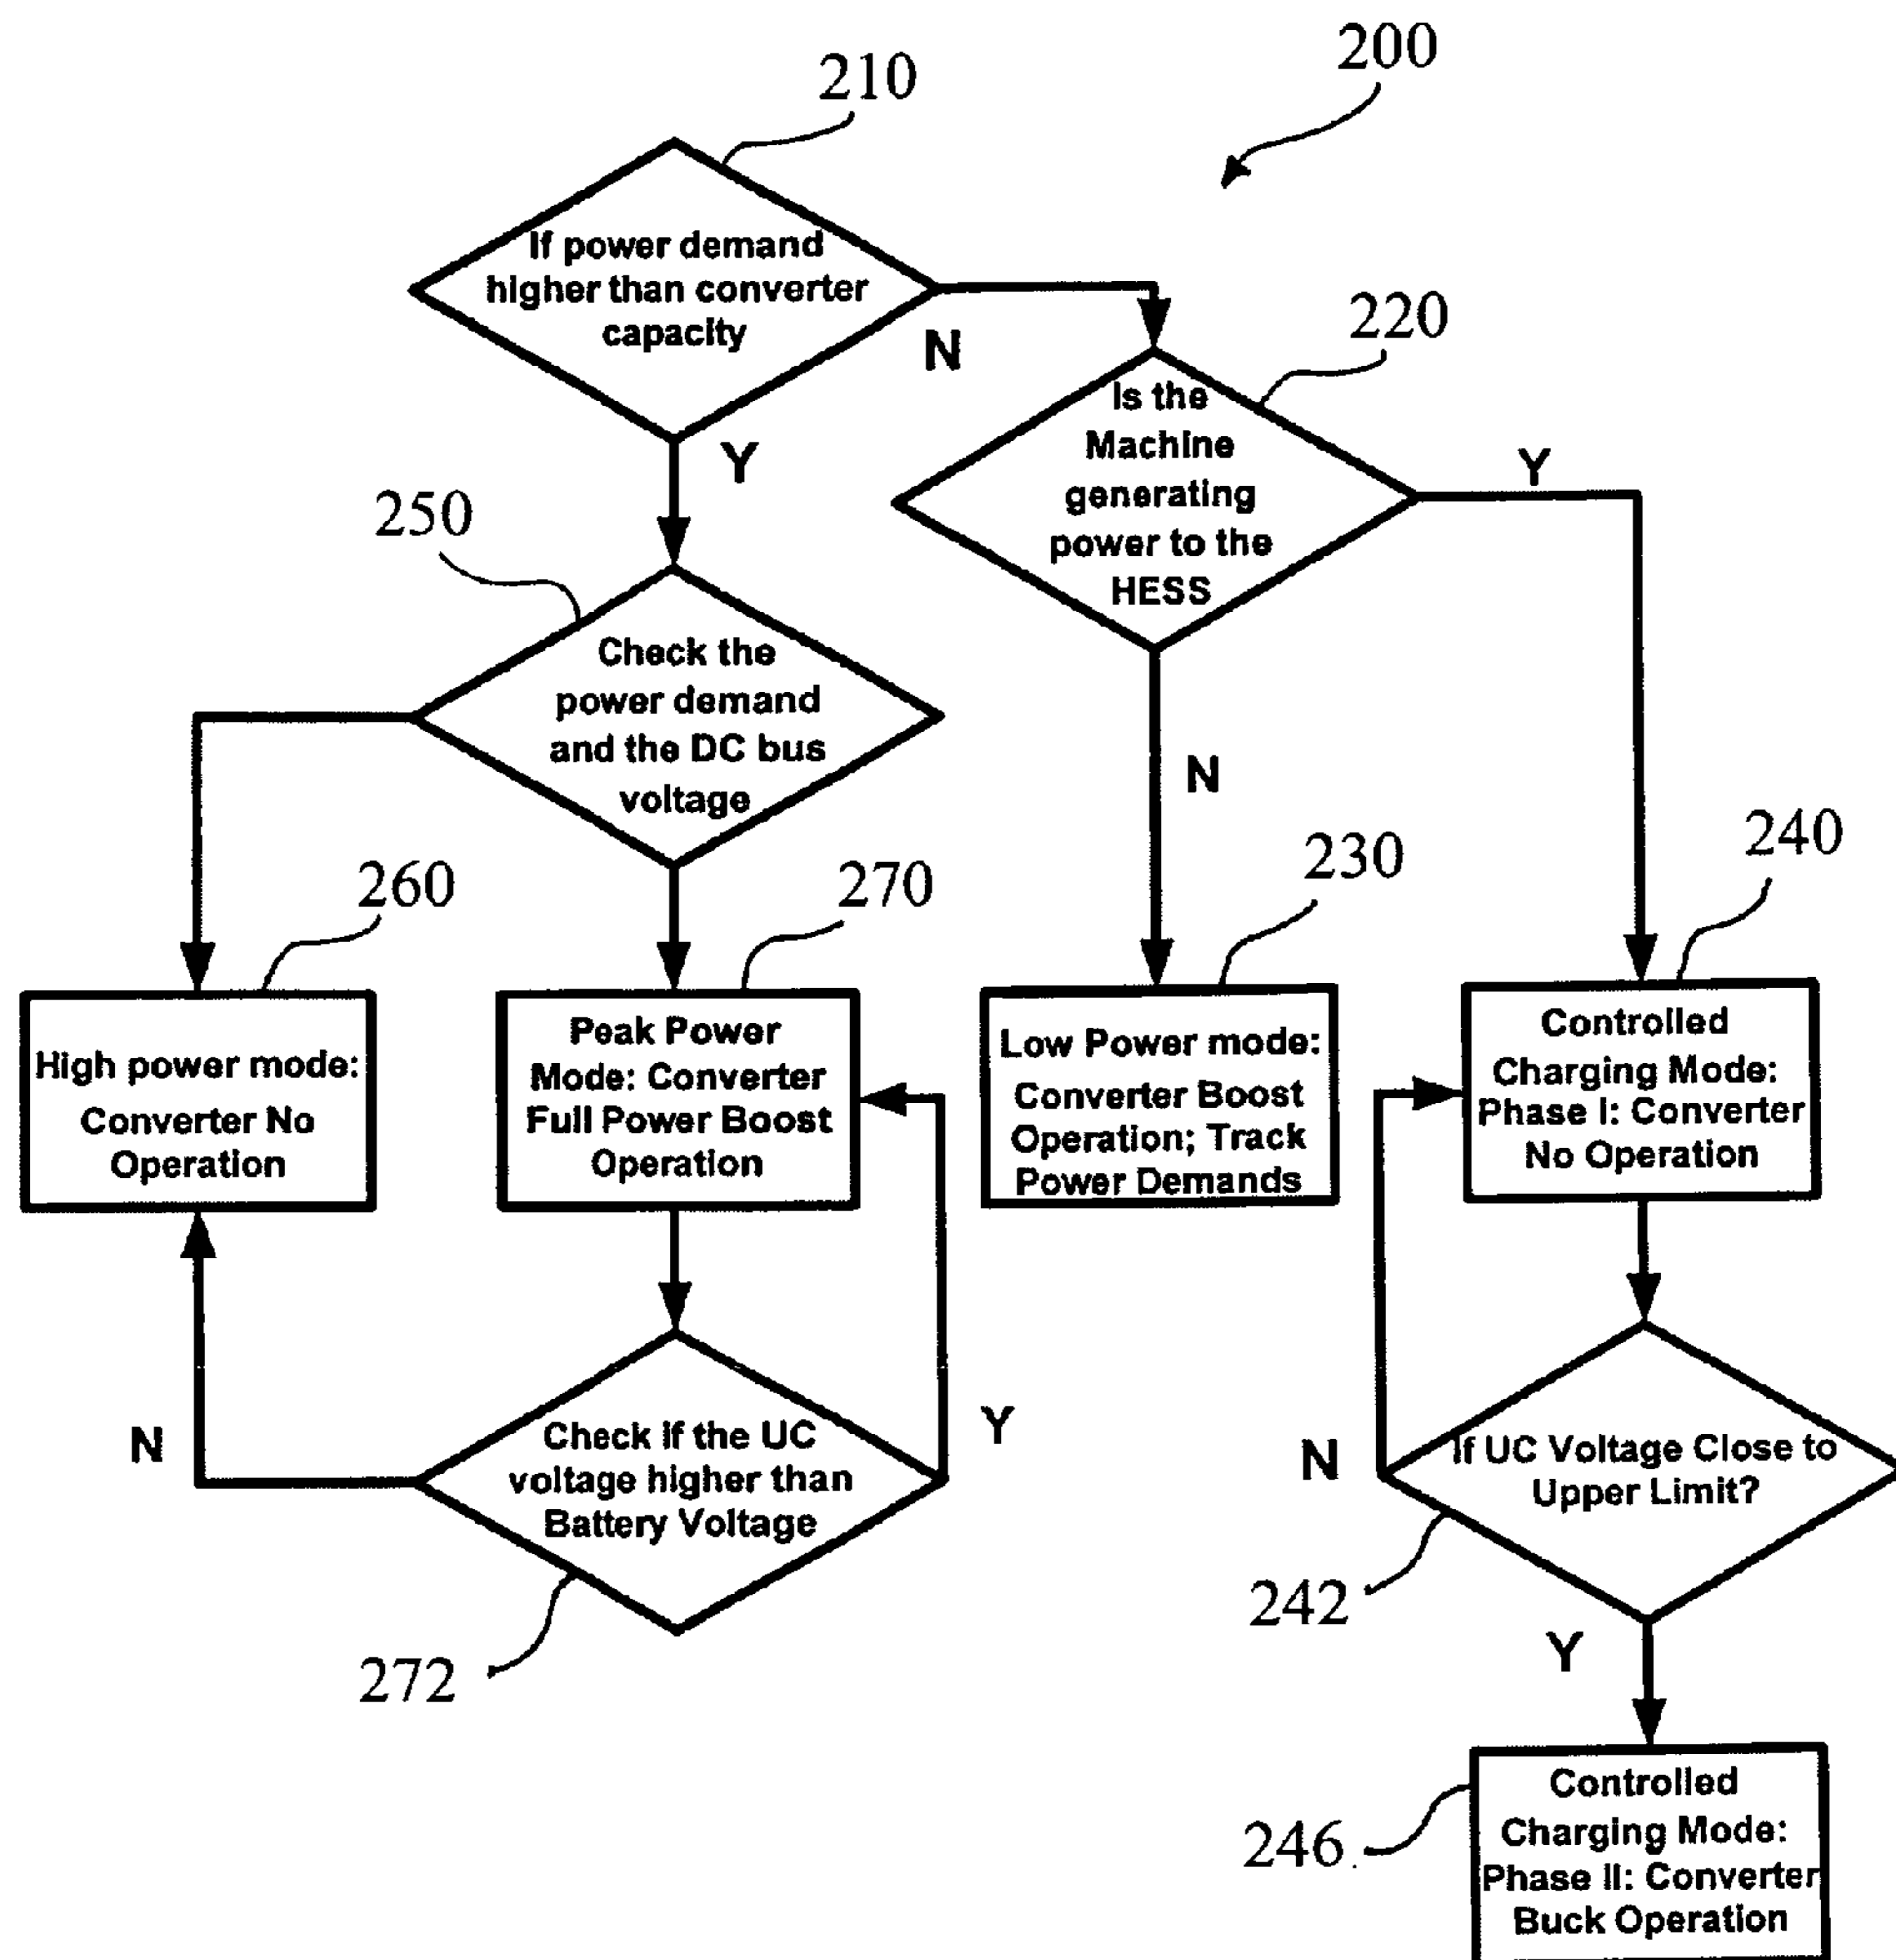 200
210
If power demand
higher than converter
capacity
N
Y
220
Is the
Machine
generating
power to the
HESS
Y
N
250
Check the
power demand
and the DC bus
voltage
260
High power mode:
Converter No
Operation
270
Peak Power
Mode: Converter
Full Power Boost
Operation
230
Low Power mode:
Converter Boost
Operation; Track
Power Demands
240
Controlled
Charging Mode:
Phase I: Converter
No Operation
N
Check if the UC
voltage higher than
Battery Voltage
Y
272
N
If UC Voltage Close to
Upper Limit?
242
Y
246
Controlled
Charging Mode:
Phase II: Converter
Buck Operation